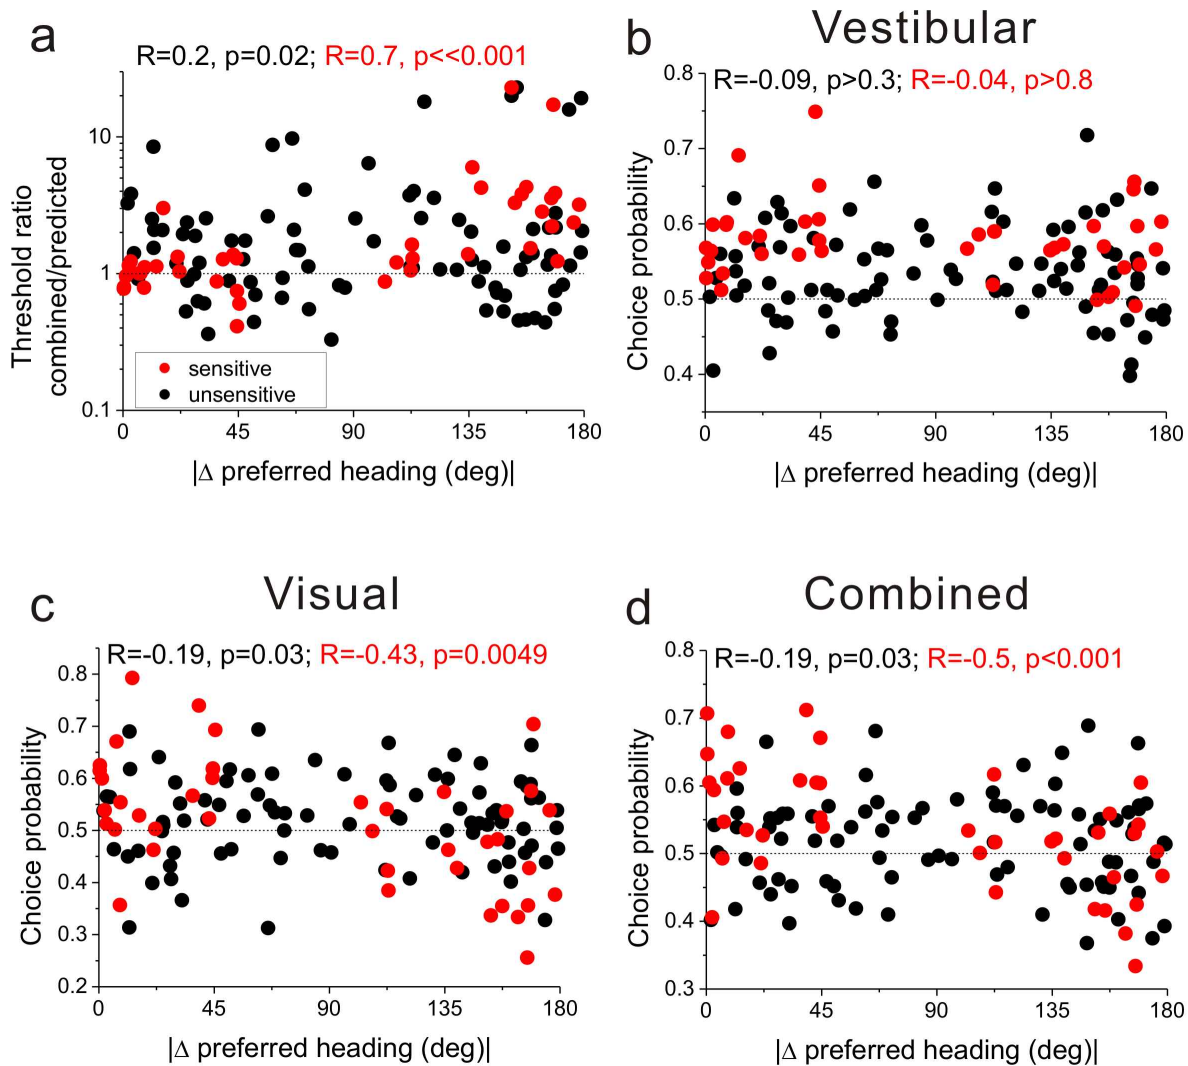 a
R=0.2, p=0.02; R=0.7, p<<0.001
Threshold ratio
combined/predicted
10
1
0.1
sensitive
unsensitive
0
45
90
135
180
|Δ preferred heading (deg)|
b
Vestibular
R=-0.09, p>0.3; R=-0.04, p>0.8
Choice probability
0.8
0.7
0.6
0.5
0.4
0
45
90
135
180
|Δ preferred heading (deg)|
c
Visual
R=-0.19, p=0.03; R=-0.43, p=0.0049
Choice probability
0.8
0.7
0.6
0.5
0.4
0.3
0.2
0
45
90
135
180
|Δ preferred heading (deg)|
d
Combined
R=-0.19, p=0.03; R=-0.5, p<0.001
Choice probability
0.8
0.7
0.6
0.5
0.4
0.3
0
45
90
135
180
|Δ preferred heading (deg)|